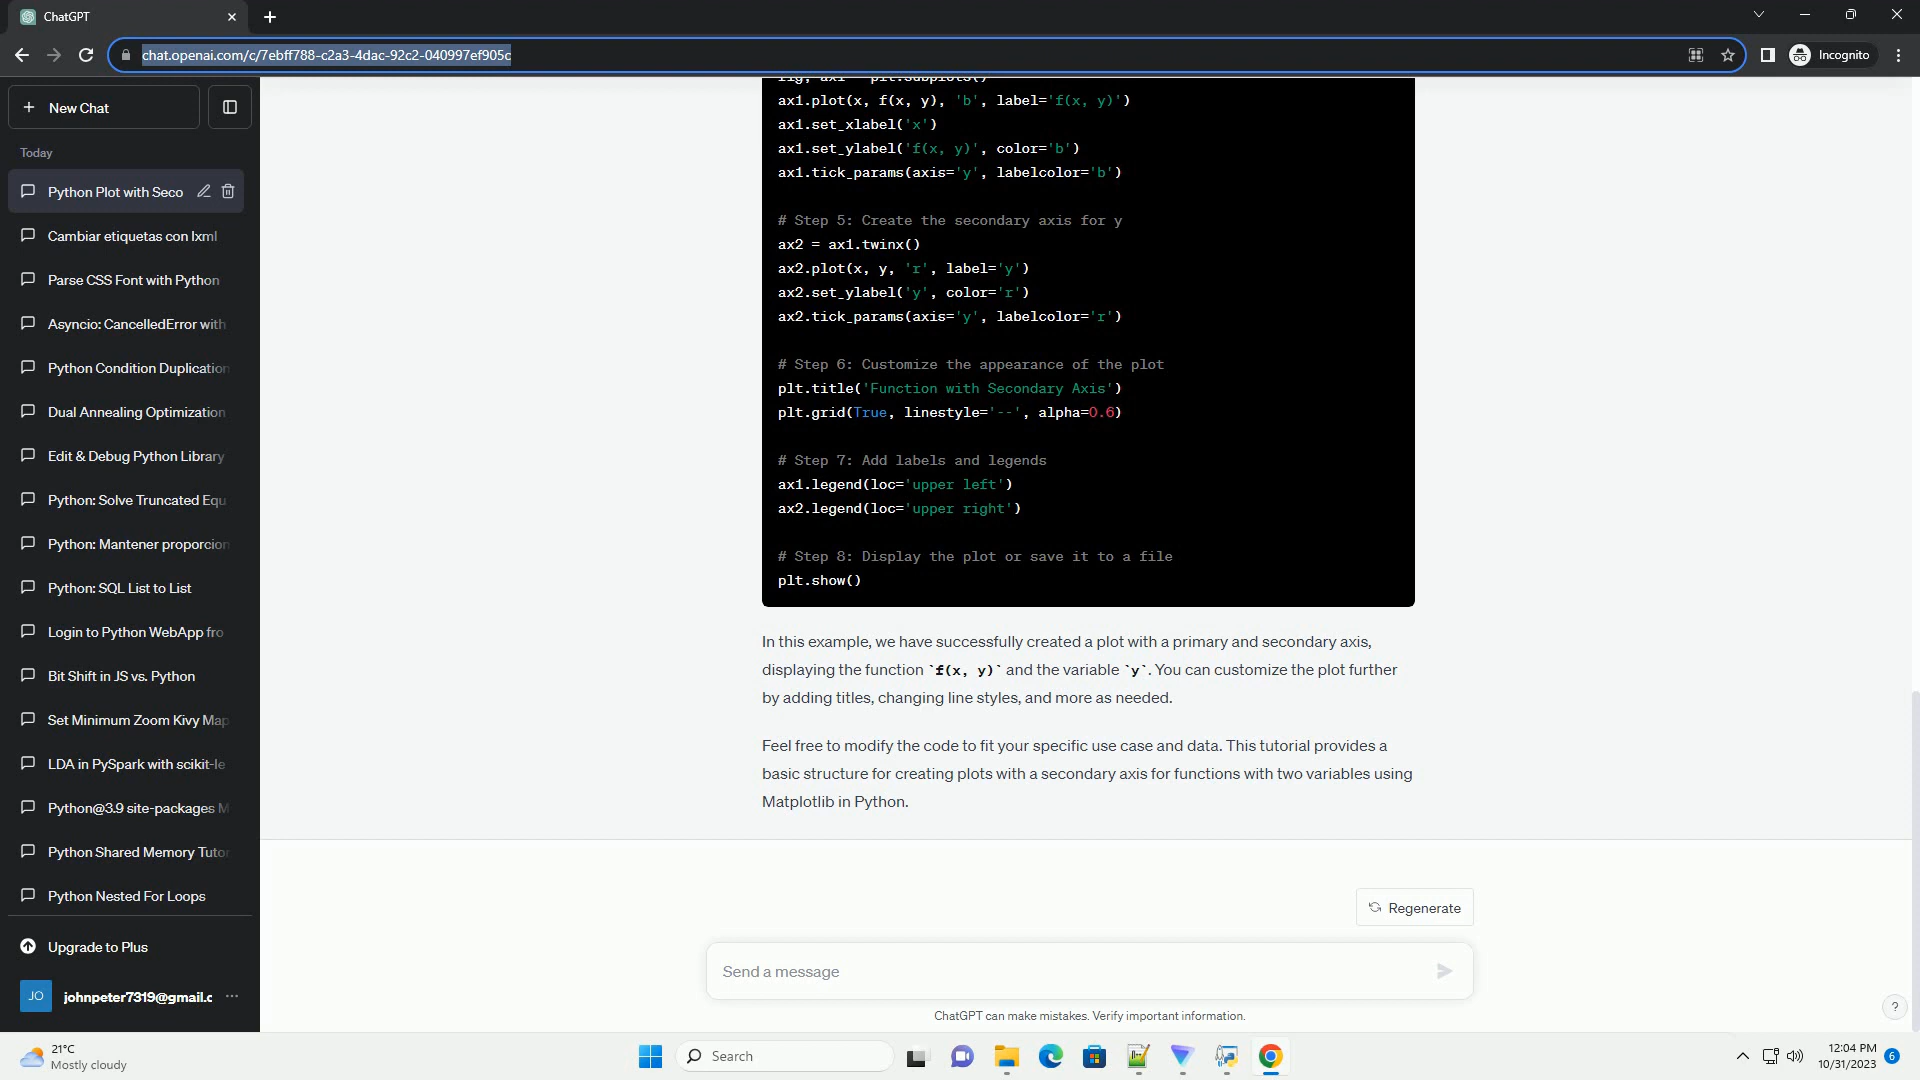 ChatGPT
chat.openai.com/c/7ebff788-c2a3-4dac-92c2-040997ef905c
Incognito
New Chat
Today
Python Plot with Seco
Cambiar etiquetas con lxml
Parse CSS Font with Python
Asyncio: CancelledError with
Python Condition Duplication
Dual Annealing Optimization
Edit & Debug Python Library
Python: Solve Truncated Equ
Python: Mantener proporcion
Python: SQL List to List
Login to Python WebApp fro
Bit Shift in JS vs. Python
Set Minimum Zoom Kivy Map
LDA in PySpark with scikit-le
Python@3.9 site-packages M
Python Shared Memory Tutor
Python Nested For Loops
Upgrade to Plus
JO
johnpeter7319@gmail.c
fig, ax1 = plt.subplots()
ax1.plot(x, f(x, y), 'b', label='f(x, y)')
ax1.set_xlabel('x')
ax1.set_ylabel('f(x, y)', color='b')
ax1.tick_params(axis='y', labelcolor='b')
# Step 5: Create the secondary axis for y
ax2 = ax1.twinx()
ax2.plot(x, y, 'r', label='y')
ax2.set_ylabel('y', color='r')
ax2.tick_params(axis='y', labelcolor='r')
# Step 6: Customize the appearance of the plot
plt.title('Function with Secondary Axis')
plt.grid(True, linestyle='--', alpha=0.6)
# Step 7: Add labels and legends
ax1.legend(loc='upper left')
ax2.legend(loc='upper right')
# Step 8: Display the plot or save it to a file
plt.show()
In this example, we have successfully created a plot with a primary and secondary axis,
displaying the function `f(x, y)` and the variable `y`. You can customize the plot further
by adding titles, changing line styles, and more as needed.
Feel free to modify the code to fit your specific use case and data. This tutorial provides a
basic structure for creating plots with a secondary axis for functions with two variables using
Matplotlib in Python.
Regenerate
Send a message
ChatGPT can make mistakes. Verify important information.
?
21°C
Mostly cloudy
Search
12:04 PM
10/31/2023
6